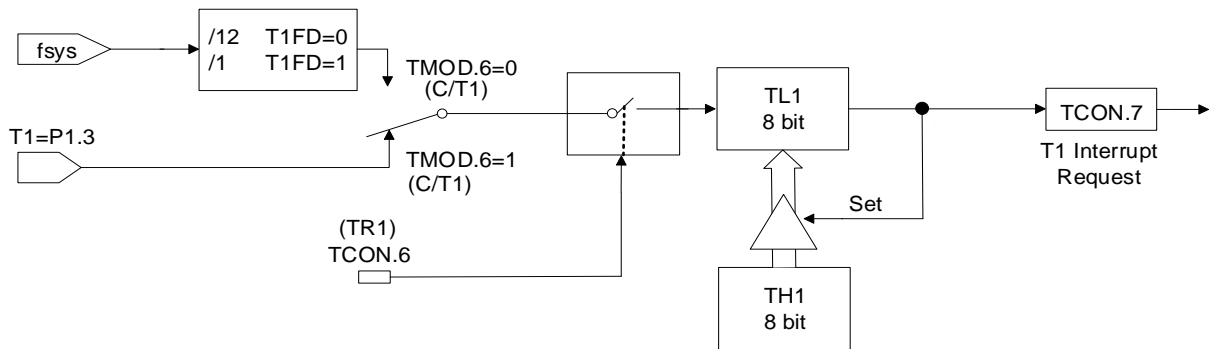 fsys
/12 T1FD=0
/1 T1FD=1
TMOD.6=0
(C/T1)
T1=P1.3
TMOD.6=1
(C/T1)
(TR1)
TCON.6
TL1
8 bit
TCON.7
T1 Interrupt
Request
Set
TH1
8 bit